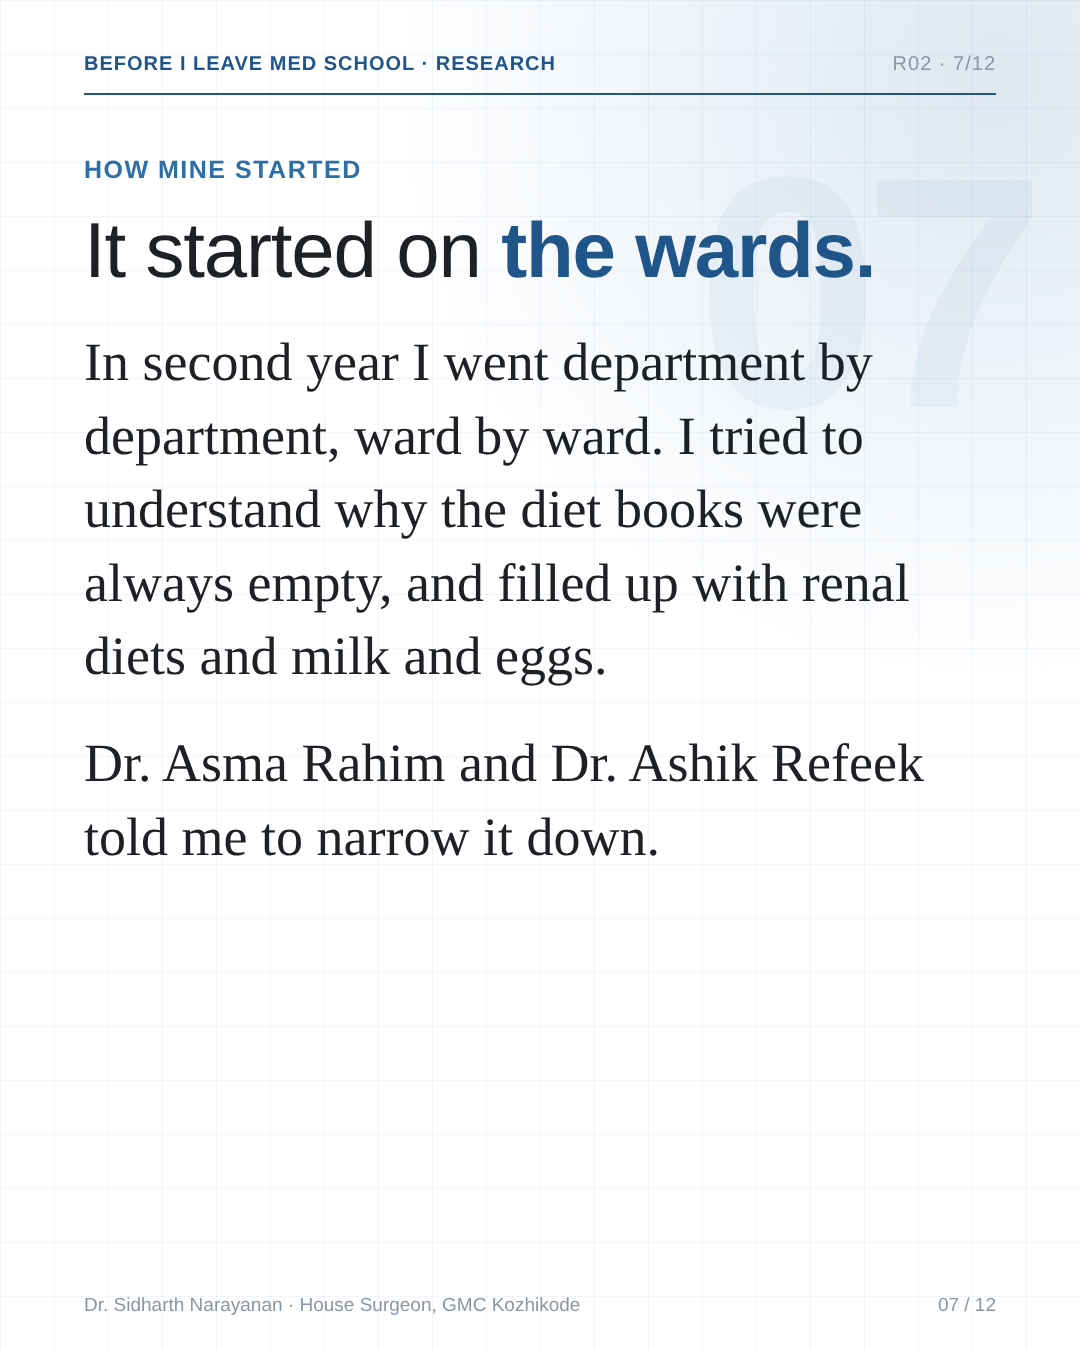 BEFORE I LEAVE MED SCHOOL · RESEARCH
R02 · 7/12
HOW MINE STARTED
07
It started on the wards.
In second year I went department by
department, ward by ward. I tried to
understand why the diet books were
always empty, and filled up with renal
diets and milk and eggs.
Dr. Asma Rahim and Dr. Ashik Refeek
told me to narrow it down.
Dr. Sidharth Narayanan · House Surgeon, GMC Kozhikode
07 / 12